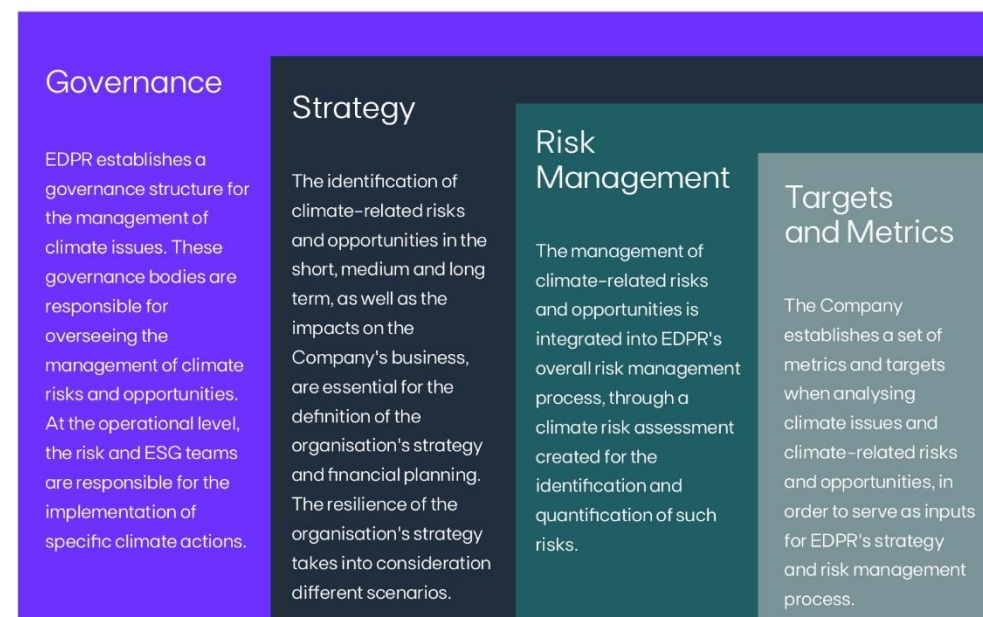 Governance
EDPR establishes a
governance structure for
the management of
climate issues. These
governance bodies are
responsible for
overseeing the
management of climate
risks and opportunities.
At the operational level,
the risk and ESG teams
are responsible for the
implementation of
specific climate actions.
Strategy
The identification of
climate-related risks
and opportunities in the
short, medium and long
term, as well as the
impacts on the
Company's business,
are essential for the
definition of the
organisation's strategy
and financial planning.
The resilience of the
organisation's strategy
takes into consideration
different scenarios.
Risk
Management
The management of
climate-related risks
and opportunities is
integrated into EDPR's
overall risk management
process, through a
climate risk assessment
created for the
identification and
quantification of such
risks.
Targets
and Metrics
The Company
establishes a set of
metrics and targets
when analysing
climate issues and
climate-related risks
and opportunities, in
order to serve as inputs
for EDPR's strategy
and risk management
process.